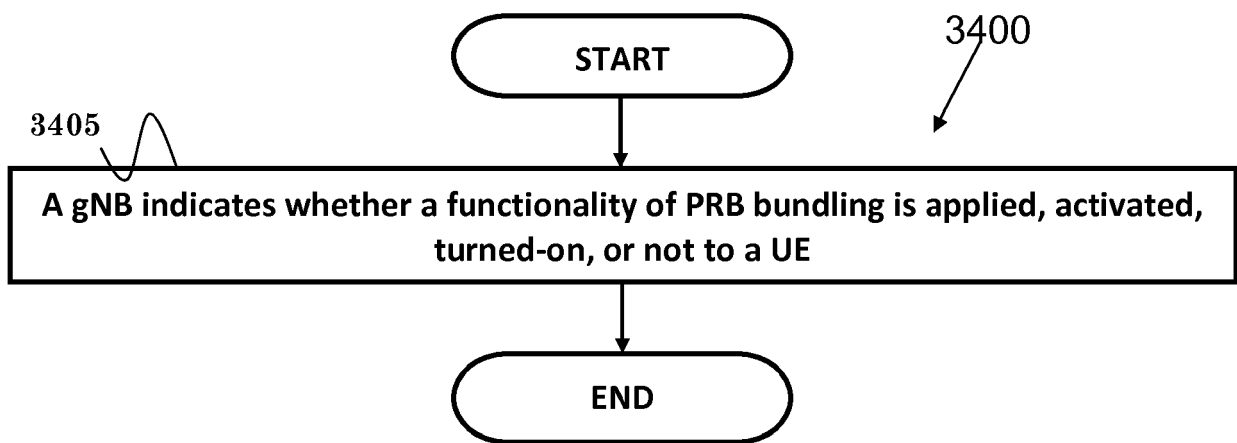 START
3400
3405
A gNB indicates whether a functionality of PRB bundling is applied, activated,
turned-on, or not to a UE
END